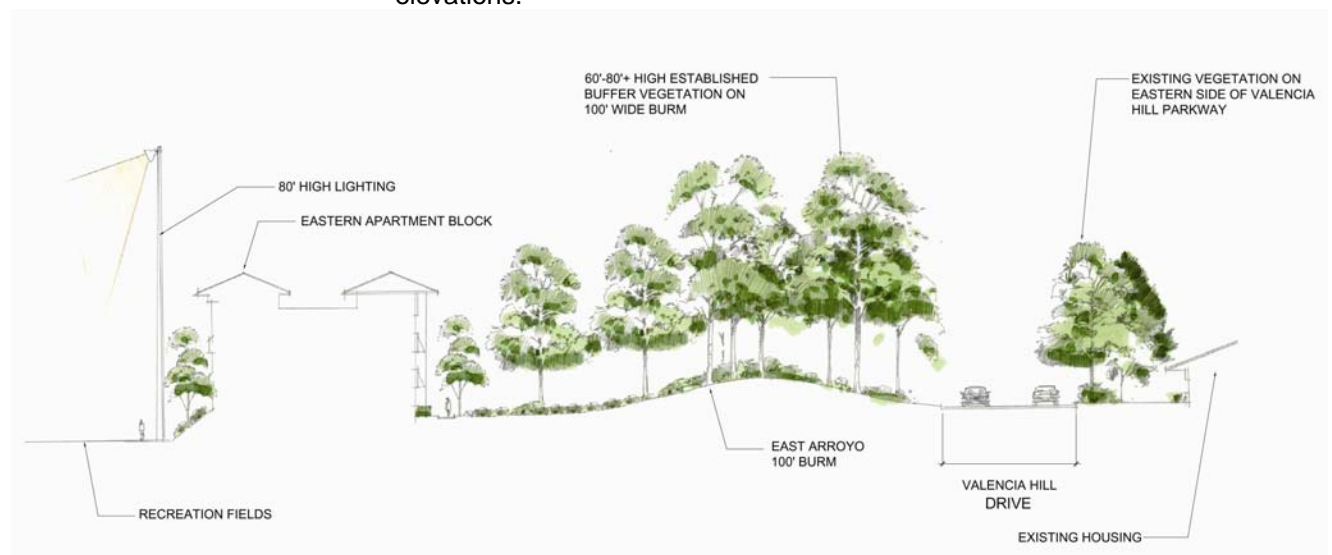 elevations.
60'-80'+ HIGH ESTABLISHED
BUFFER VEGETATION ON
100' WIDE BURM
EXISTING VEGETATION ON
EASTERN SIDE OF VALENCIA
HILL PARKWAY
80' HIGH LIGHTING
EASTERN APARTMENT BLOCK
EAST ARROYO
100' BURM
VALENCIA HILL
DRIVE
RECREATION FIELDS
EXISTING HOUSING